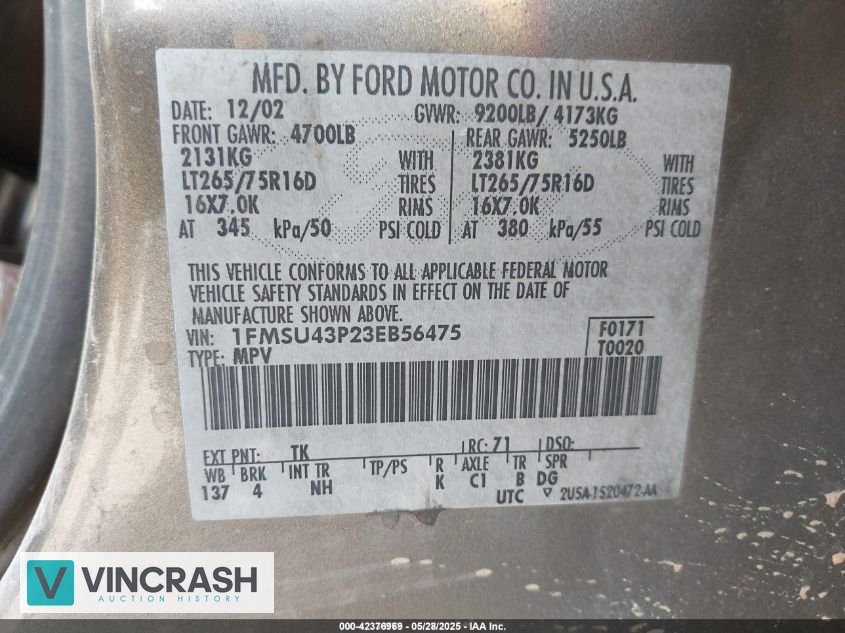 MFD. BY FORD MOTOR CO. IN U.S.A.
DATE: 12/02 GVWR: 9200LB/ 4173KG
FRONT GAWR: 4700LB REAR GAWR: 5250LB
2131KG WITH 2381KG WITH
LT265/75R16D TIRES LT265/75R16D TIRES
16X7.0K RIMS 16X7.0K RIMS
AT 345 kPa/50 PSI COLD AT 380 kPa/55 PSI COLD
THIS VEHICLE CONFORMS TO ALL APPLICABLE FEDERAL MOTOR
VEHICLE SAFETY STANDARDS IN EFFECT ON THE DATE OF
MANUFACTURE SHOWN ABOVE.
VIN: 1FMSU43P23EB56475 F0171
TYPE: MPV T0020
EXT PNT: TK RC: 71 DSO:
WB BRK INT TR TP/PS R AXLE TR SPR
137 4 NH K C1 B DG
UTC ▽ 2U5A-1520472-AA
V VINCRASH
AUCTION HISTORY
000-42376969 - 05/28/2025 - IAA Inc.